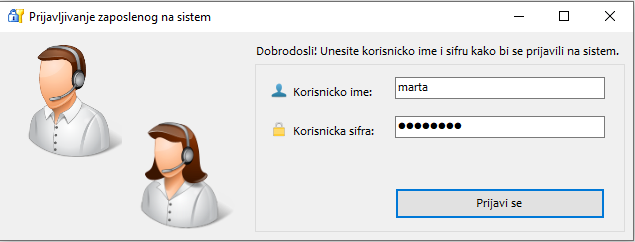 Prijavljivanje zaposlenog na sistem
Dobrodosli! Unesite korisnicko ime i sifru kako bi se prijavili na sistem.
Korisnicko ime:
marta
Korisnicka sifra:
●●●●●●●●
Prijavi se